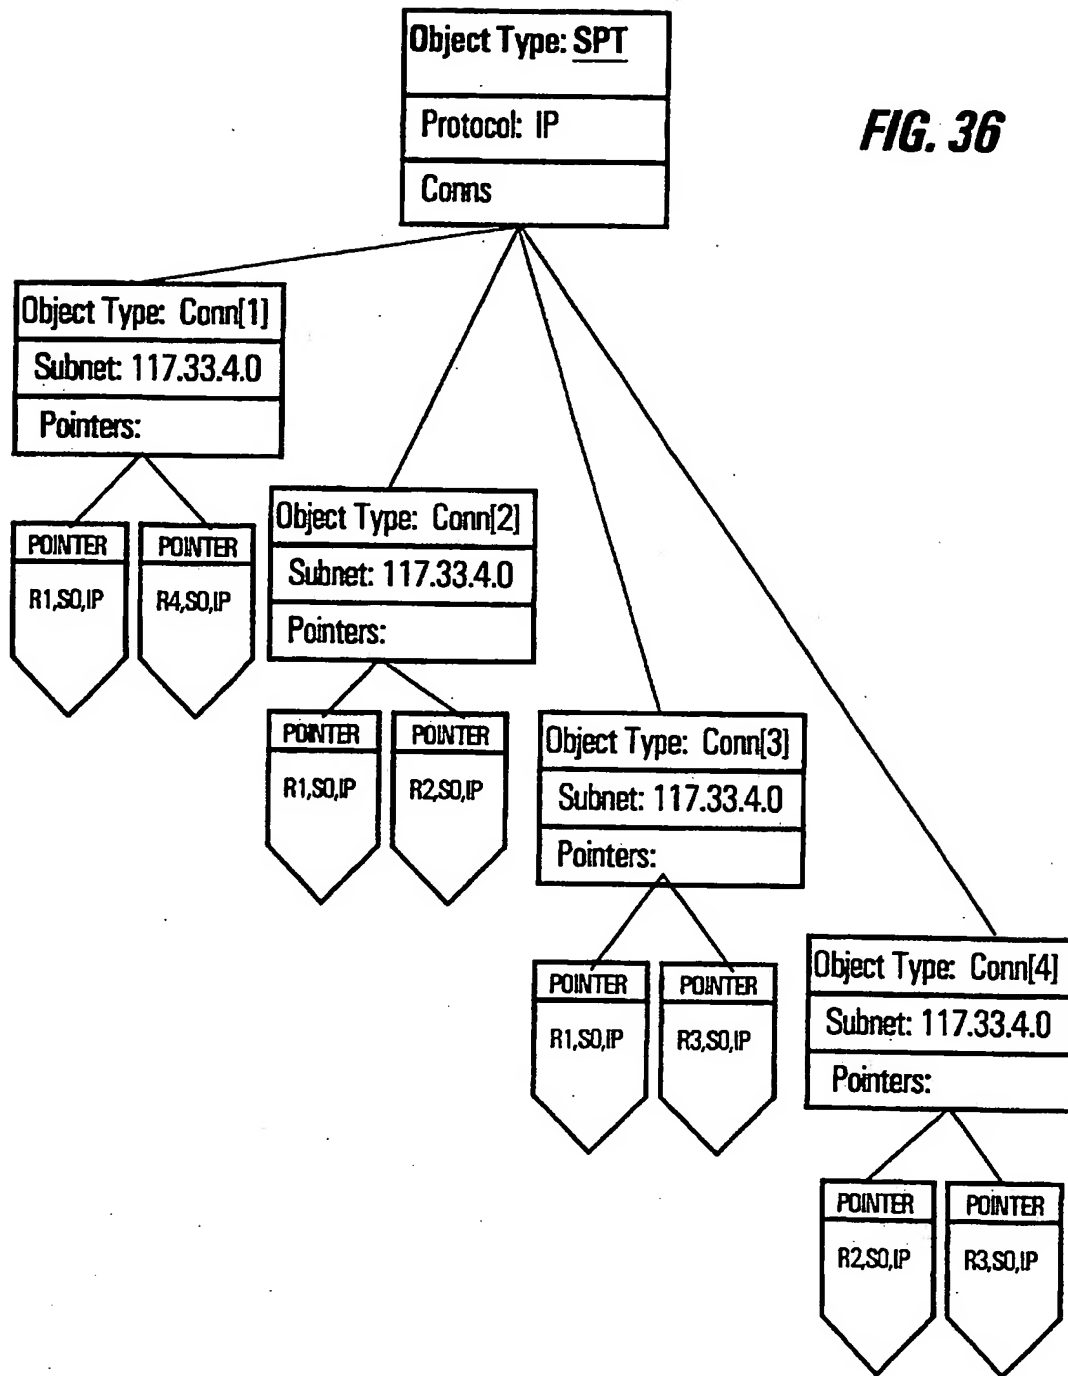 Object Type: SPT
Protocol: IP
Conns
FIG. 36
Object Type: Conn[1]
Subnet: 117.33.4.0
Pointers:
POINTER
R1,S0,IP
POINTER
R4,S0,IP
Object Type: Conn[2]
Subnet: 117.33.4.0
Pointers:
POINTER
R1,S0,IP
POINTER
R2,S0,IP
Object Type: Conn[3]
Subnet: 117.33.4.0
Pointers:
POINTER
R1,S0,IP
POINTER
R3,S0,IP
Object Type: Conn[4]
Subnet: 117.33.4.0
Pointers:
POINTER
R2,S0,IP
POINTER
R3,S0,IP